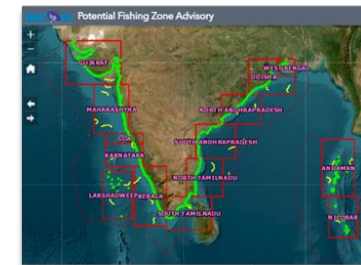 Potential Fishing Zone Advisory
GUJARAT
WEST BENGAL
ODISHA
MAHARASHTRA
NORTH ANDHRAPRADESH
GOA
SOUTH ANDHRAPRADESH
KARNATAKA
ANDAMAN
NORTH TAMILNADU
LAKSHADWEEP
KERALA
SOUTH TAMILNADU
NICOBAR